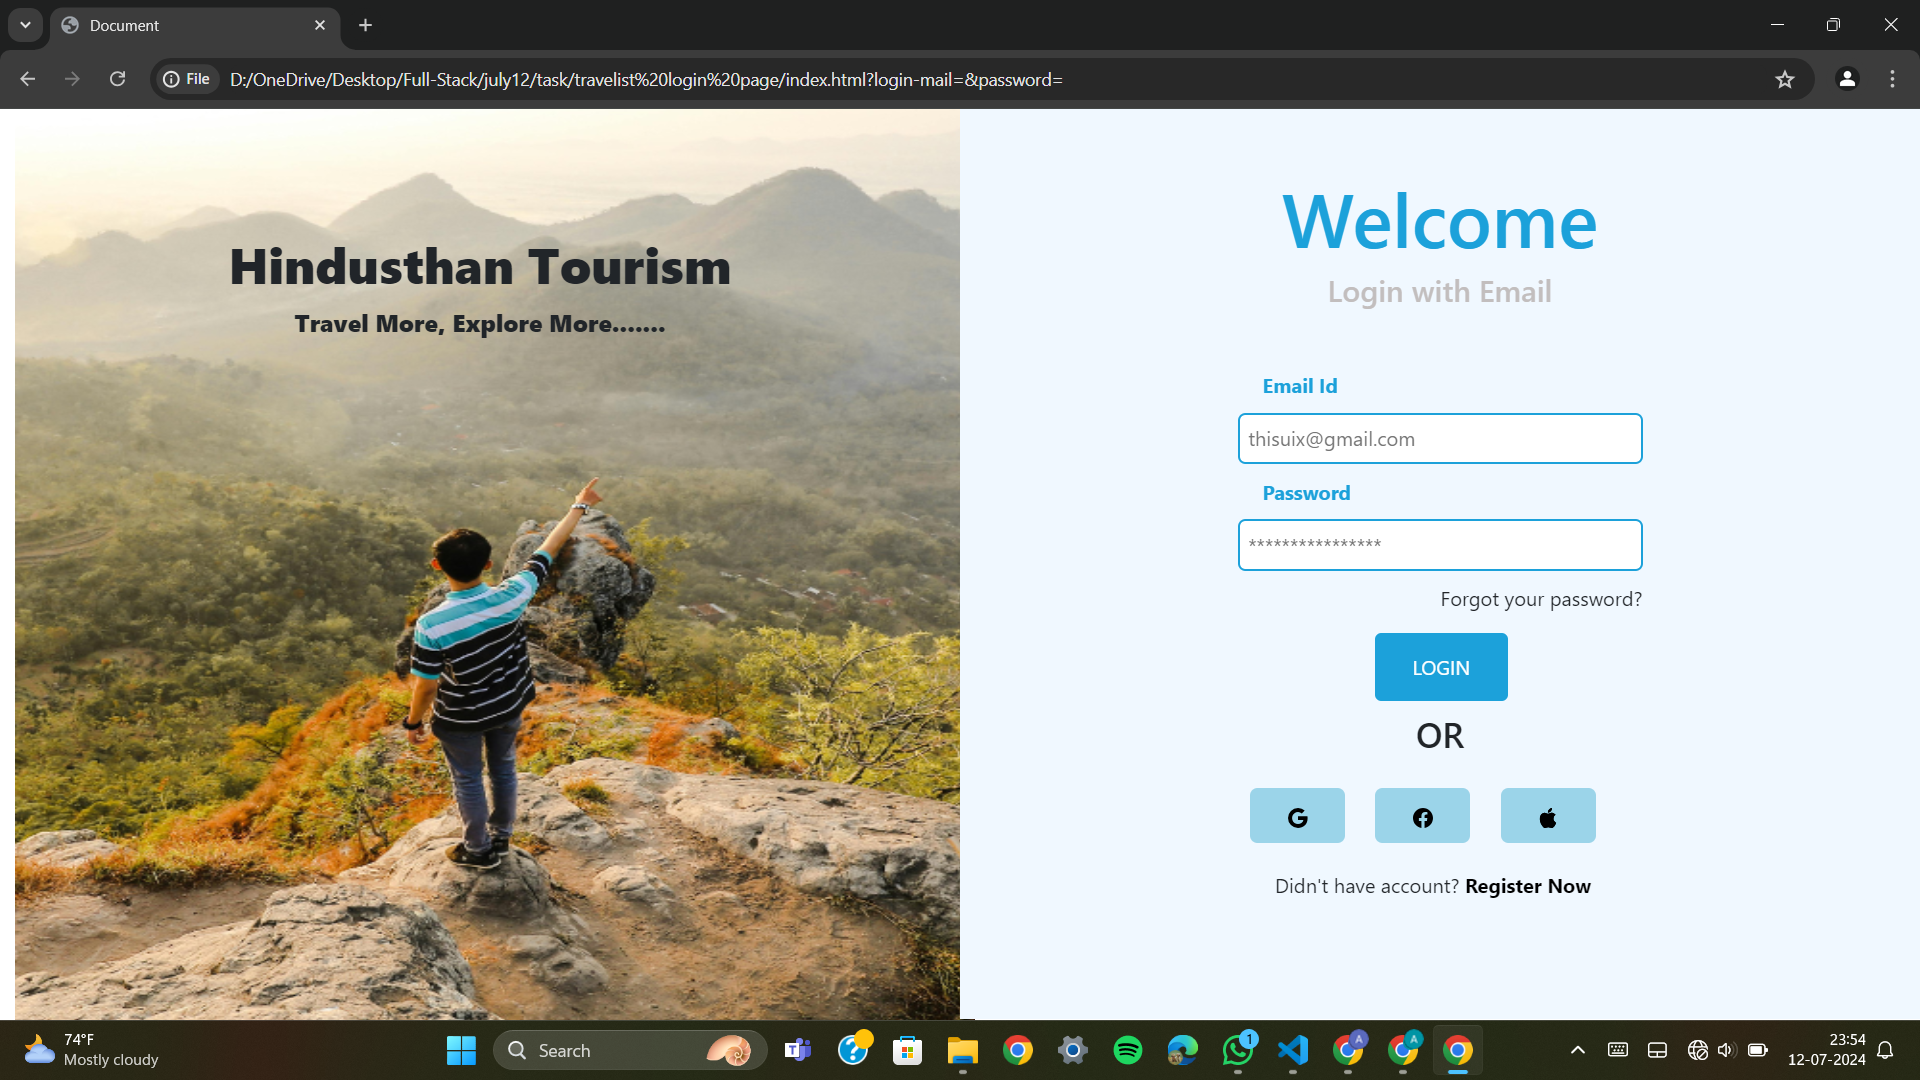 Document
File
D:/OneDrive/Desktop/Full-Stack/july12/task/travelist%20login%20page/index.html?login-mail=&password=
Hindusthan Tourism
Travel More, Explore More.......
Welcome
Login with Email
Email Id
thisuix@gmail.com
Password
****************
Forgot your password?
LOGIN
OR
Didn't have account? Register Now
74°F
Mostly cloudy
Search
1
A
A
23:54
12-07-2024